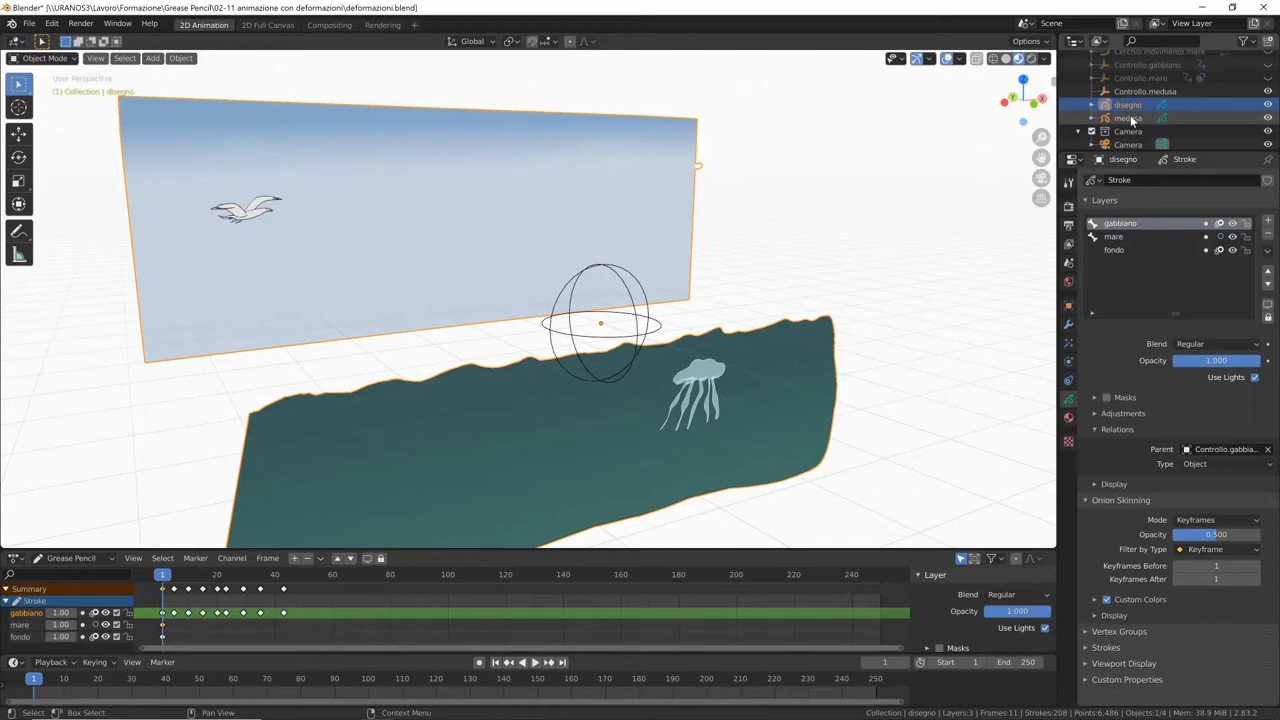 Blender* [\\URANOS3\Lavoro\Formazione\Grease Pencil\02-11 animazione con deformazioni\deformazioni.blend]
File Edit Render Window Help 2D Animation 2D Full Canvas Compositing Rendering + Scene View Layer
Global Options
Object Mode View Select Add Object
User Perspective
(1) Collection | disegno
Cerchio.movimento.mare
Controllo.gabbiano
Controllo.mare
Controllo.medusa
disegno
medusa
Camera
Camera
disegno Stroke
Stroke
Layers
gabbiano
mare
fondo
Blend Regular
Opacity 1.000
Use Lights
Masks
Adjustments
Relations
Parent Controllo.gabbia...
Type Object
Display
Onion Skinning
Mode Keyframes
Opacity 0.500
Filter by Type Keyframe
Keyframes Before 1
Keyframes After 1
Custom Colors
Display
Vertex Groups
Strokes
Viewport Display
Custom Properties
X
Y
Z
Grease Pencil View Select Marker Channel Frame
1 20 40 60 80 100 120 140 160 180 200 220 240
Summary
Stroke
gabbiano 1.00
mare 1.00
fondo 1.00
Layer
Blend Regular
Opacity 1.000
Use Lights
Masks
Playback Keying View Marker 1 Start 1 End 250
1 10 20 30 40 50 60 70 80 90 100 110 120 130 140 150 160 170 180 190 200 210 220 230 240 250
Select Box Select Pan View Context Menu Collection | disegno | Layers:3 | Frames:11 | Strokes:208 | Points:6,486 | Objects:1/4 | Mem: 38.9 MiB | 2.83.2